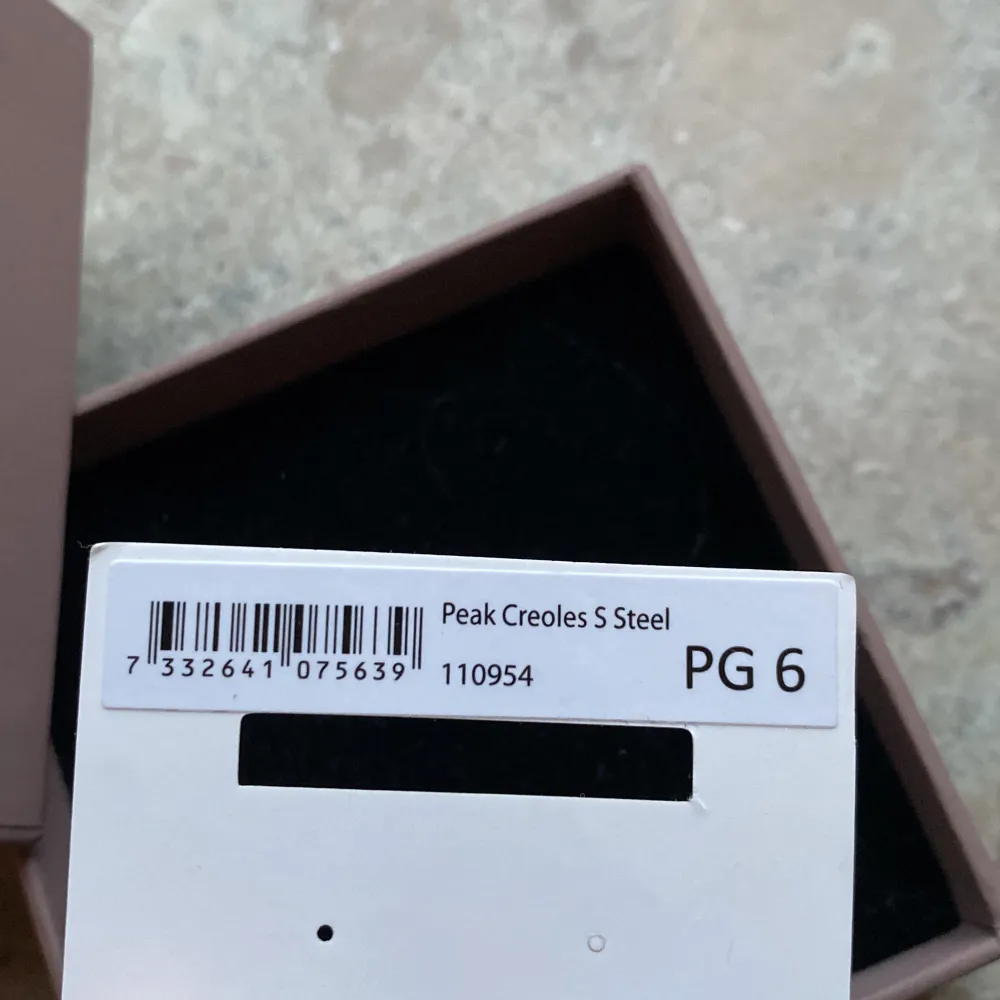 Peak Creoles S Steel
7 332641 075639
110954
PG 6